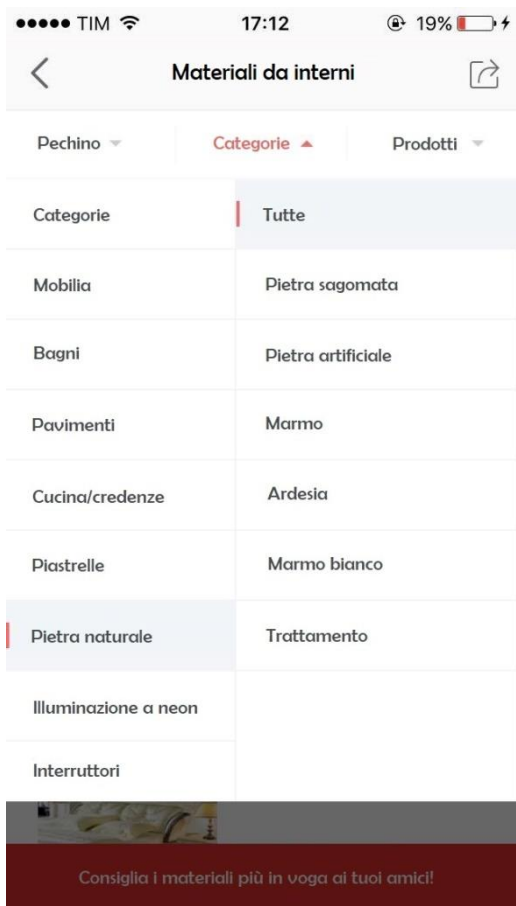 TIM 17:12 19%
Materiali da interni
Pechino Categorie Prodotti
Categorie Tutte
Mobilia Pietra sagomata
Bagni Pietra artificiale
Pavimenti Marmo
Cucina/credenze Ardesia
Piastrelle Marmo bianco
Pietra naturale Trattamento
Illuminazione a neon
Interruttori
Consiglia i materiali più in voga ai tuoi amici!